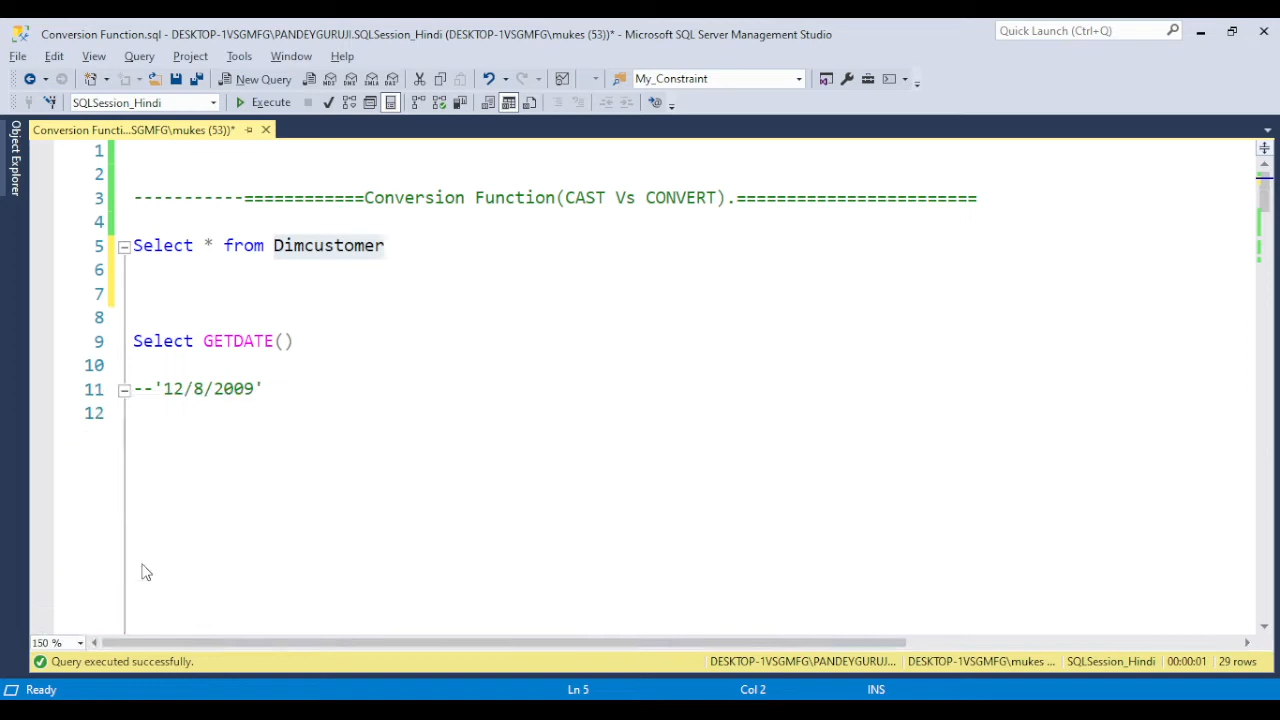 Conversion Function.sql - DESKTOP-1VSGMFG\PANDEYGURUJI.SQLSession_Hindi (DESKTOP-1VSGMFG\mukes (53))* - Microsoft SQL Server Management Studio
Quick Launch (Ctrl+Q)
File Edit View Query Project Tools Window Help
New Query
My_Constraint
SQLSession_Hindi
Execute
Conversion Functi...SGMFG\mukes (53))*
Object Explorer
1
2
3 -----------============Conversion Function(CAST Vs CONVERT).========================
4
5 Select * from Dimcustomer
6
7
8
9 Select GETDATE()
10
11 --'12/8/2009'
12
150 %
Query executed successfully. DESKTOP-1VSGMFG\PANDEYGURUJ... DESKTOP-1VSGMFG\mukes ... SQLSession_Hindi 00:00:01 29 rows
Ready Ln 5 Col 2 INS